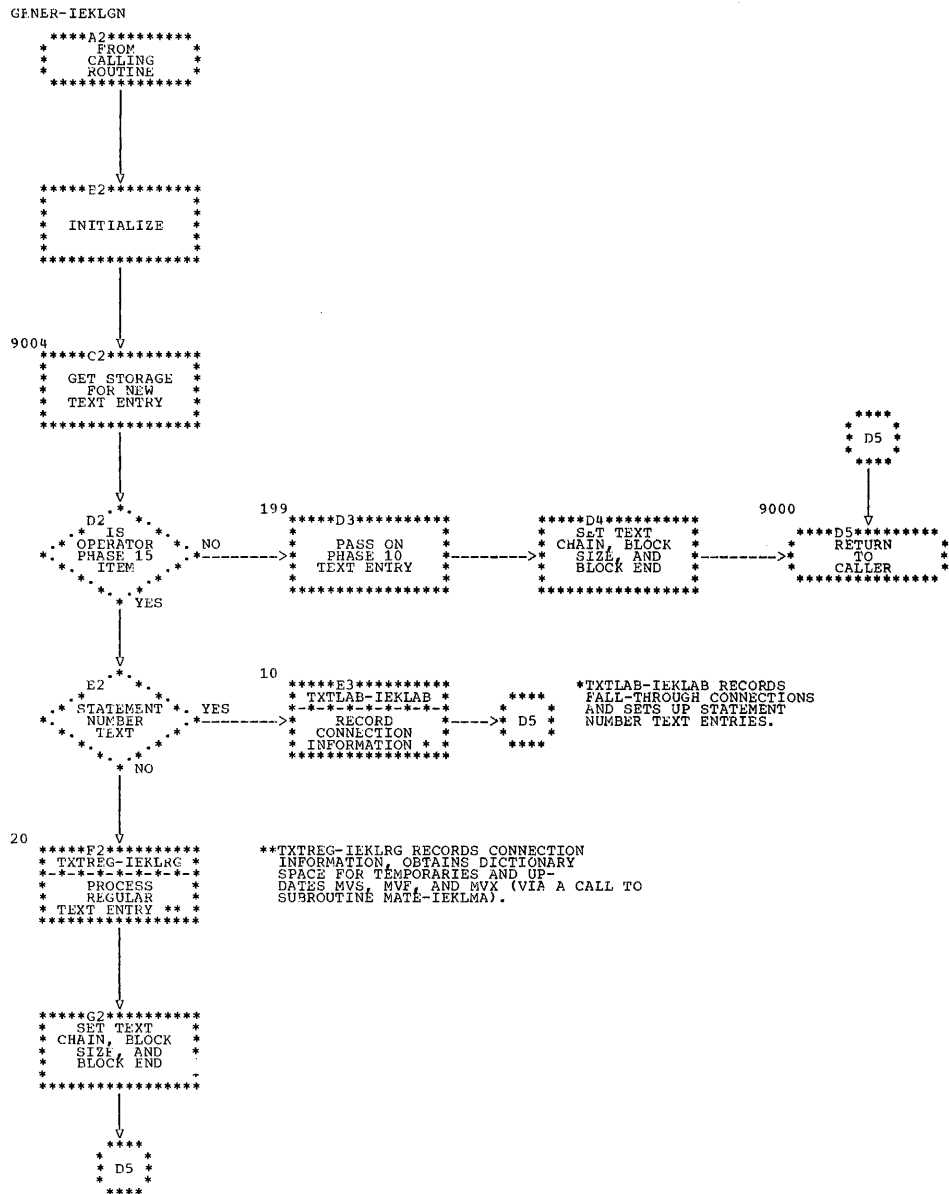 GENER-IEKLGN
A2
FROM
CALLING
ROUTINE
B2
INITIALIZE
9004
C2
GET STORAGE
FOR NEW
TEXT ENTRY
D5
D2
IS
OPERATOR
PHASE 15
ITEM
NO
YES
199
D3
PASS ON
PHASE 10
TEXT ENTRY
D4
SET TEXT
CHAIN, BLOCK
SIZE, AND
BLOCK END
9000
D5
RETURN
TO
CALLER
E2
STATEMENT
NUMBER
TEXT
YES
NO
10
E3
TXTLAB-IEKLAB
RECORD
CONNECTION
INFORMATION *
D5
*TXTLAB-IEKLAB RECORDS
FALL-THROUGH CONNECTIONS
AND SETS UP STATEMENT
NUMBER TEXT ENTRIES.
20
F2
TXTREG-IEKLRG
PROCESS
REGULAR
TEXT ENTRY **
**TXTREG-IEKLRG RECORDS CONNECTION
INFORMATION, OBTAINS DICTIONARY
SPACE FOR TEMPORARIES AND UP-
DATES MVS, MVF, AND MVX (VIA A CALL TO
SUBROUTINE MATE-IEKLMA).
G2
SET TEXT
CHAIN, BLOCK
SIZE, AND
BLOCK END
D5